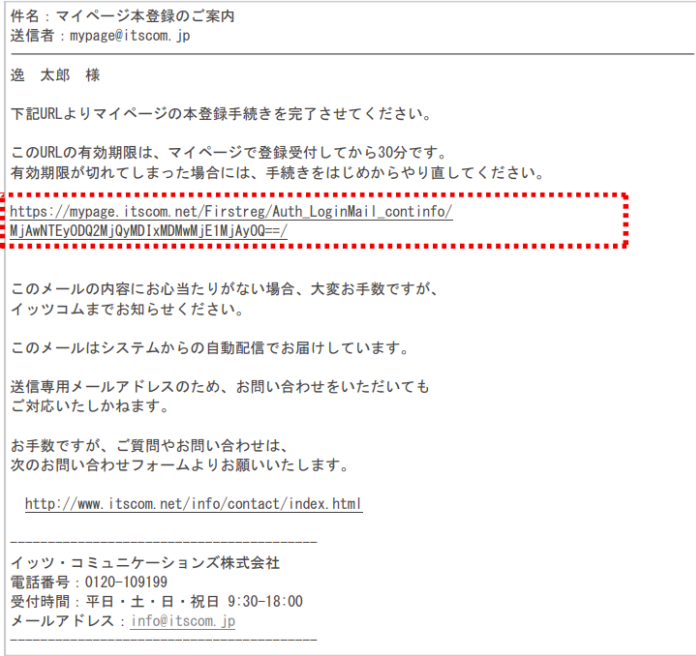 件名：マイページ本登録のご案内
送信者：mypage@itscom.jp
逸　太郎　様
下記URLよりマイページの本登録手続きを完了させてください。
このURLの有効期限は、マイページで登録受付してから30分です。
有効期限が切れてしまった場合には、手続きをはじめからやり直してください。
https://mypage.itscom.net/Firstreg/Auth_LoginMail_continfo/
MjAwNTEyODQ2MjQyMDIxMDMwMjE1MjAyOQ==/
このメールの内容にお心当たりがない場合、大変お手数ですが、
イッツコムまでお知らせください。
このメールはシステムからの自動配信でお届けしています。
送信専用メールアドレスのため、お問い合わせをいただいても
ご対応いたしかねます。
お手数ですが、ご質問やお問い合わせは、
次のお問い合わせフォームよりお願いいたします。
http://www.itscom.net/info/contact/index.html
-----------------------------------------
イッツ・コミュニケーションズ株式会社
電話番号：0120-109199
受付時間：平日・土・日・祝日 9:30-18:00
メールアドレス：info@itscom.jp
-----------------------------------------